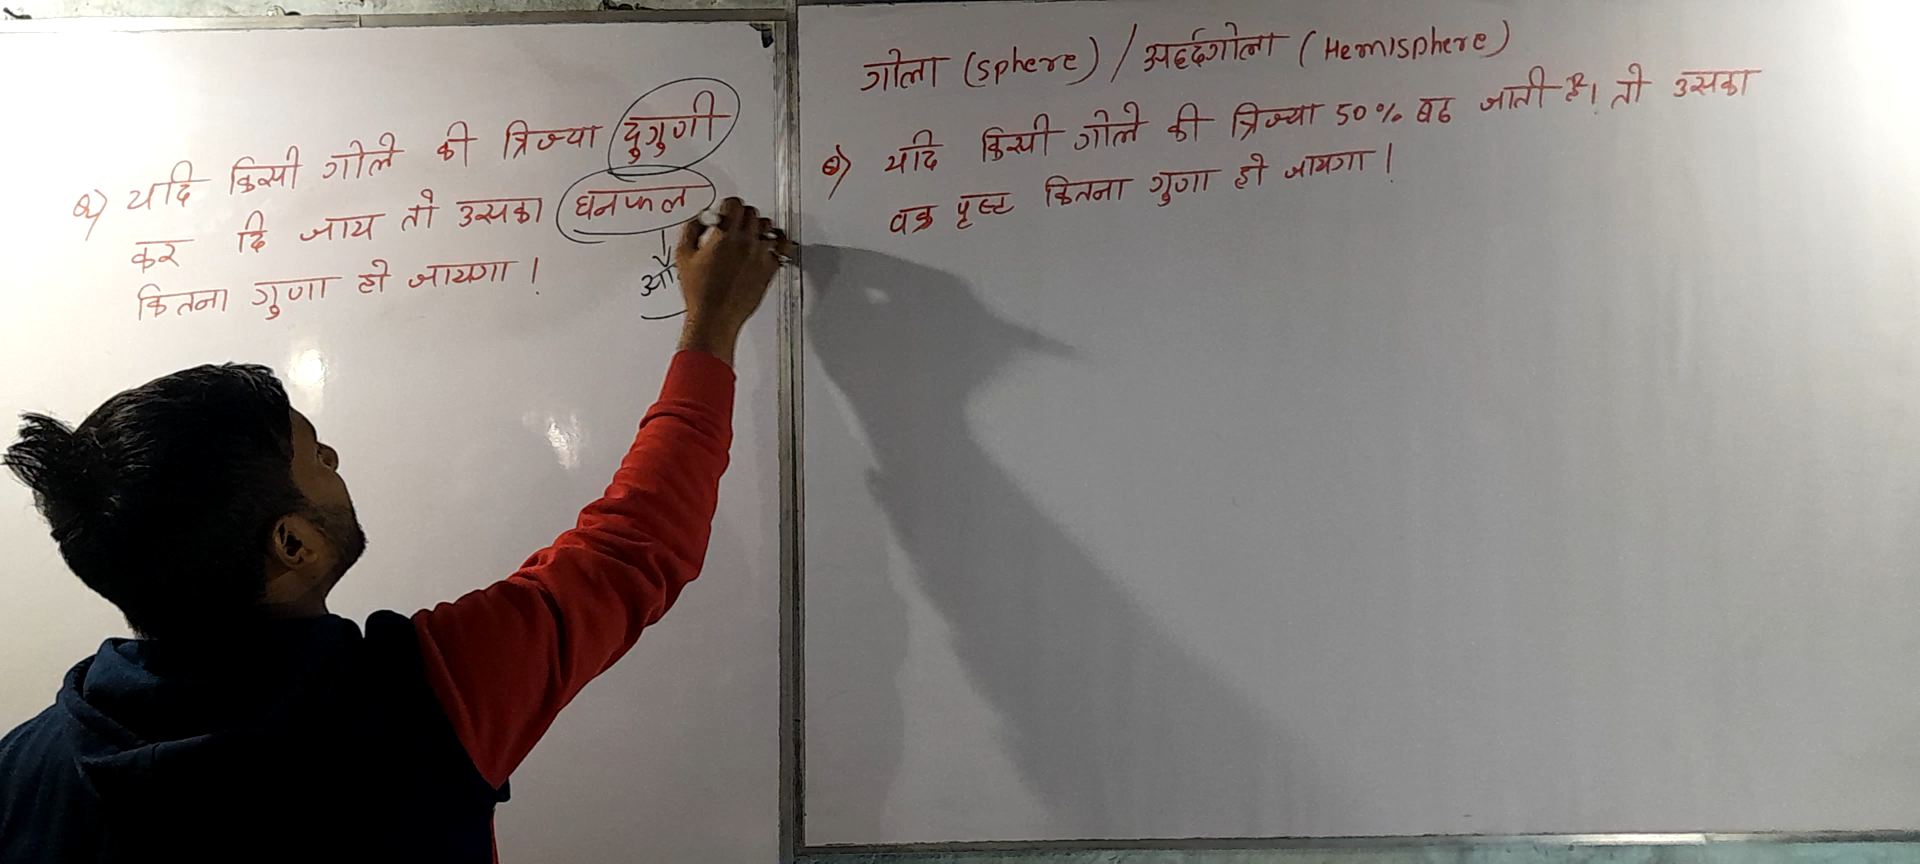 Q) यदि किसी गोले की त्रिज्या दुगुणी
कर दि जाय तो उसका घनफल
कितना गुणा हो जायगा।
गोला (sphere) / अर्द्धगोला (Hemisphere)
Q) यदि किसी गोले की त्रिज्या 50% बढ जाती है। तो उसका
वक्र पृष्ट कितना गुणा हो जायगा।